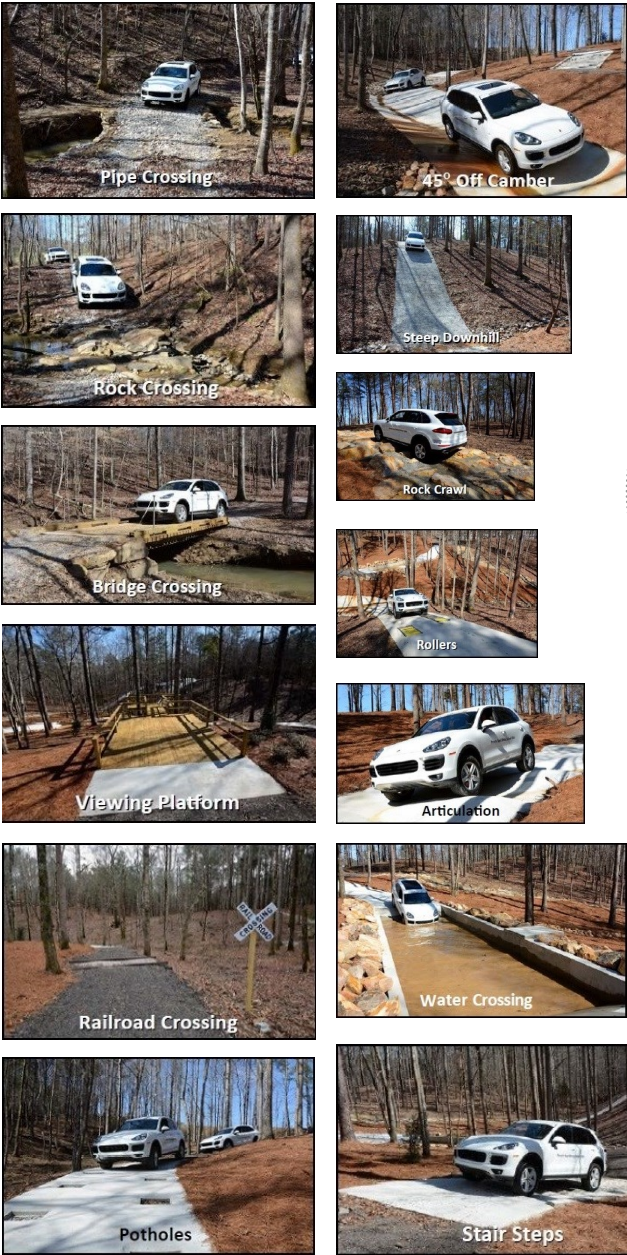 Pipe Crossing
45° Off Camber
Rock Crossing
Steep Downhill
Rock Crawl
Bridge Crossing
Rollers
Viewing Platform
Articulation
RAILROAD
CROSSING
Railroad Crossing
Water Crossing
Potholes
Stair Steps